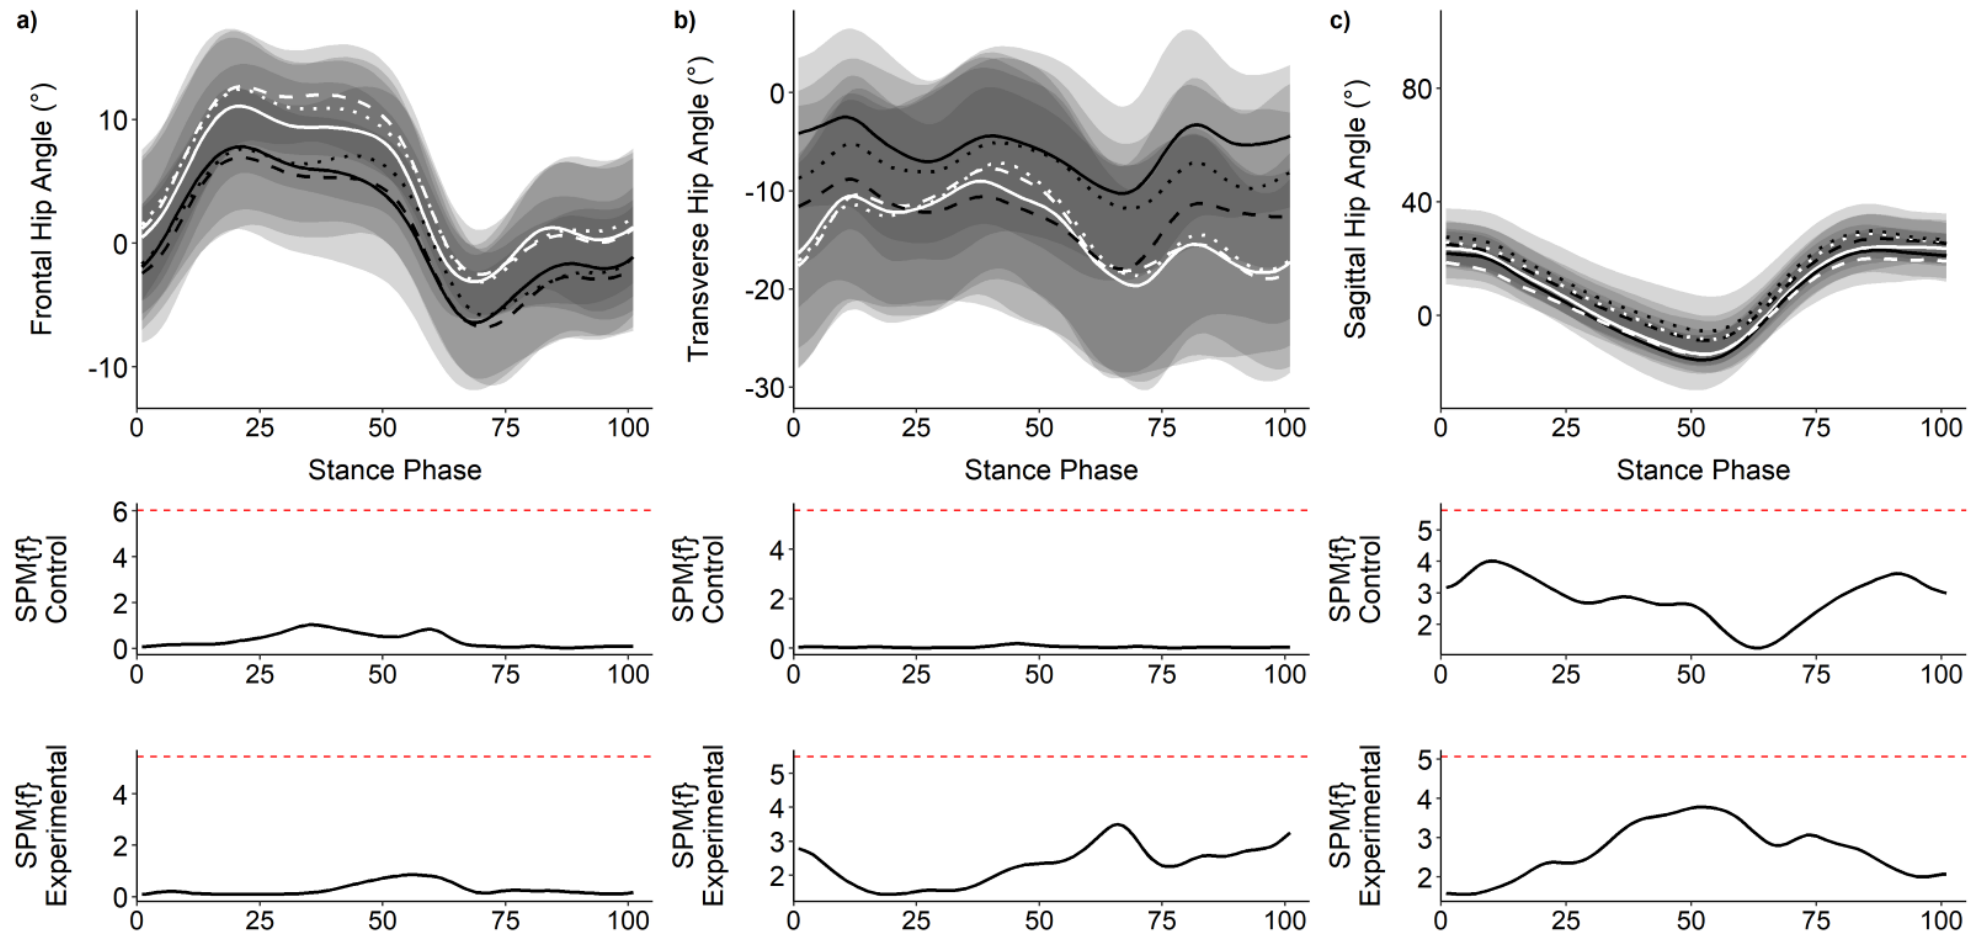 a)
Frontal Hip Angle (°)
10
0
-10
0 25 50 75 100
Stance Phase
b)
Transverse Hip Angle (°)
0
-10
-20
-30
0 25 50 75 100
Stance Phase
c)
Sagittal Hip Angle (°)
80
40
0
0 25 50 75 100
Stance Phase
SPM{f}
Control
6
4
2
0
0 25 50 75 100
SPM{f}
Control
4
2
0
0 25 50 75 100
SPM{f}
Control
5
4
3
2
0 25 50 75 100
SPM{f}
Experimental
4
2
0
0 25 50 75 100
SPM{f}
Experimental
5
4
3
2
0 25 50 75 100
SPM{f}
Experimental
5
4
3
2
0 25 50 75 100